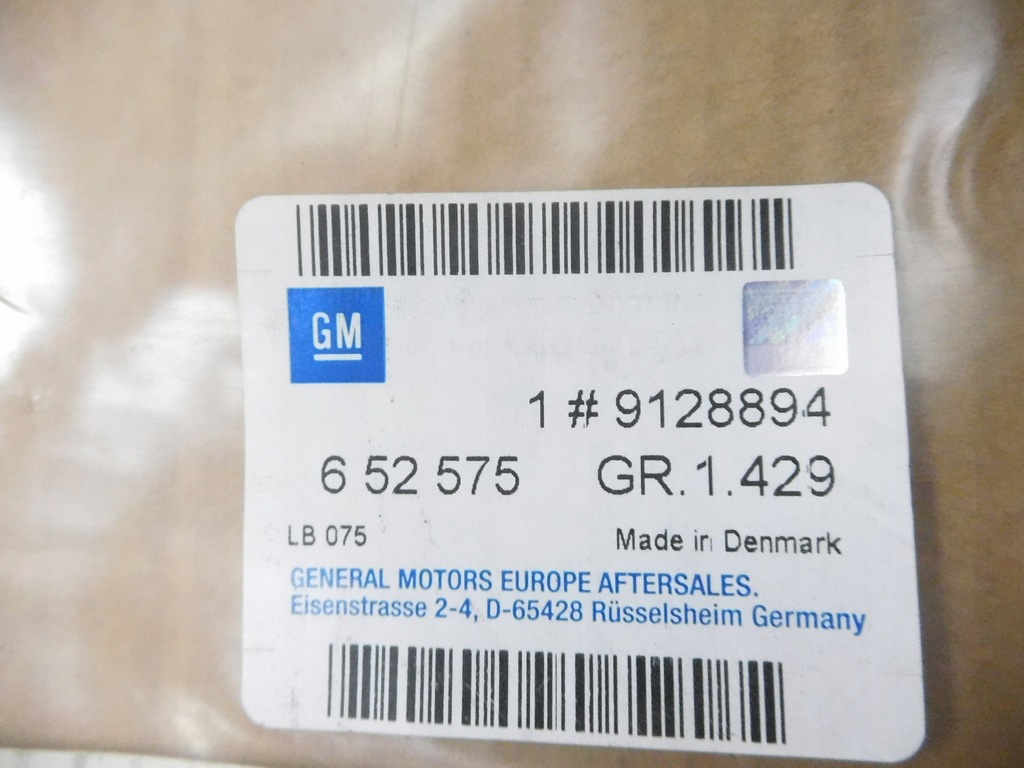 GM
1 # 9128894
6 52 575 GR.1.429
LB 075 Made in Denmark
GENERAL MOTORS EUROPE AFTERSALES.
Eisenstrasse 2-4, D-65428 Rüsselsheim Germany